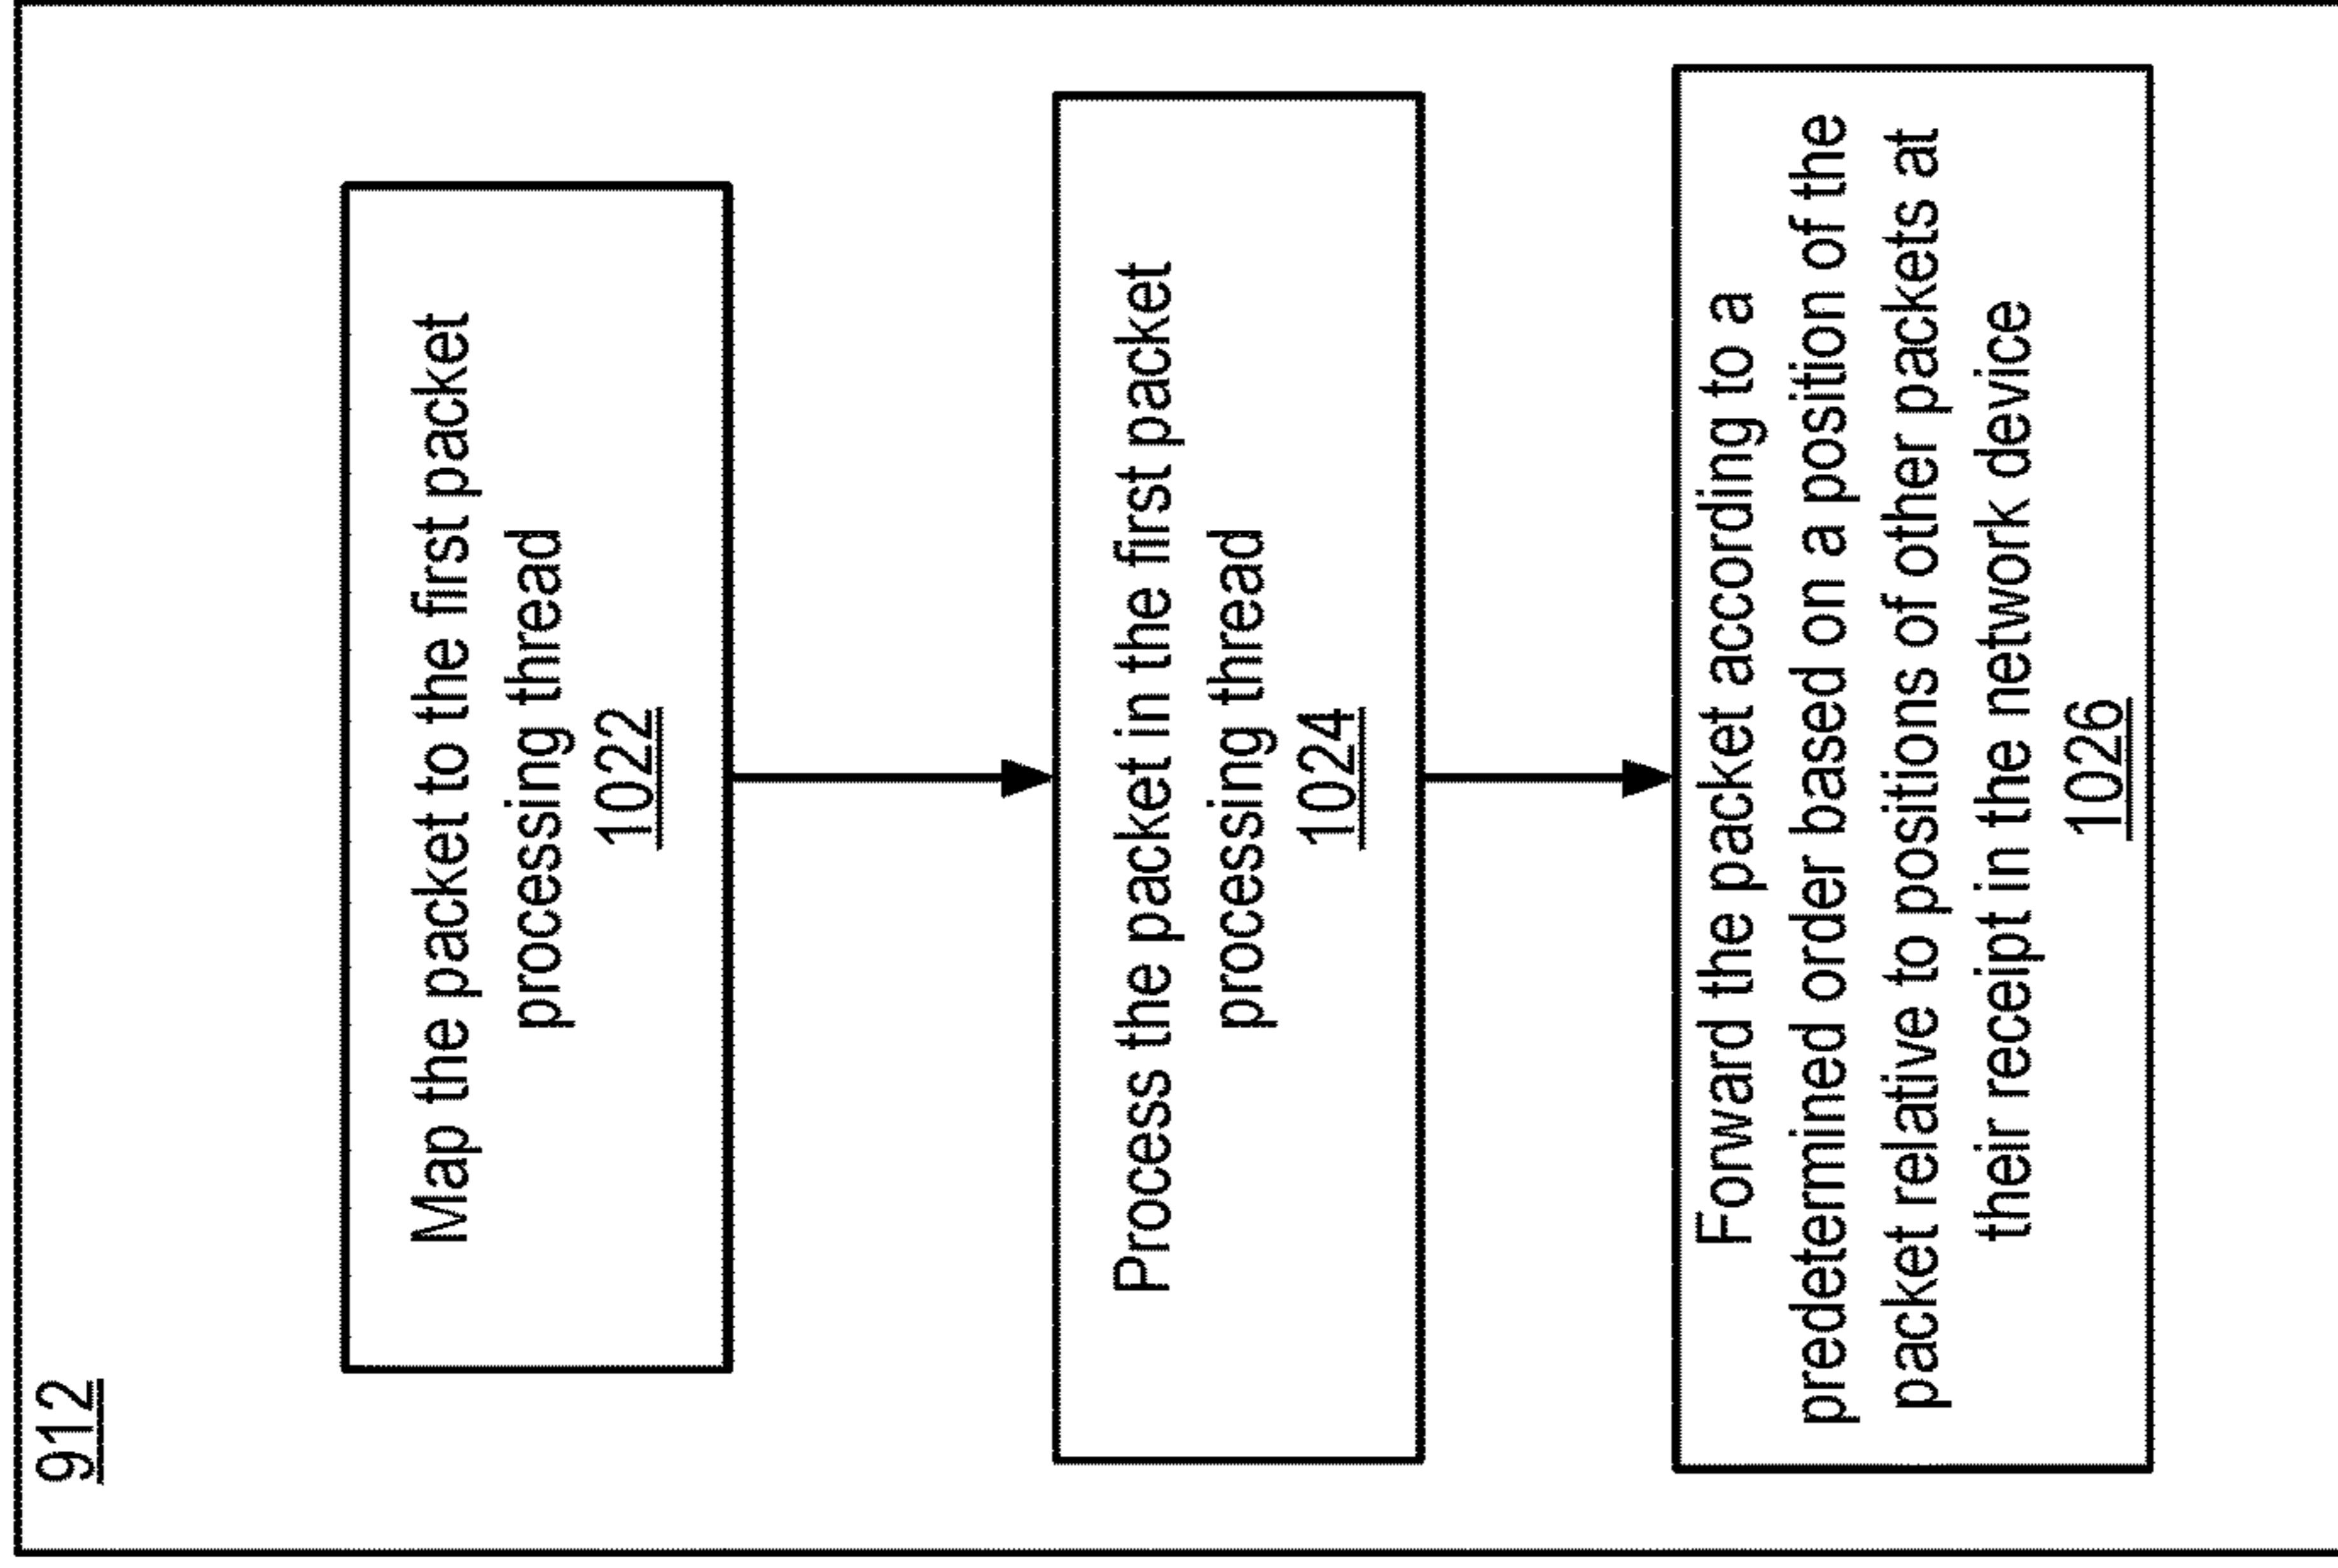 912
Map the packet to the first packet
processing thread
1022
Process the packet in the first packet
processing thread
1024
Forward the packet according to a
predetermined order based on a position of the
packet relative to positions of other packets at
their receipt in the network device
1026